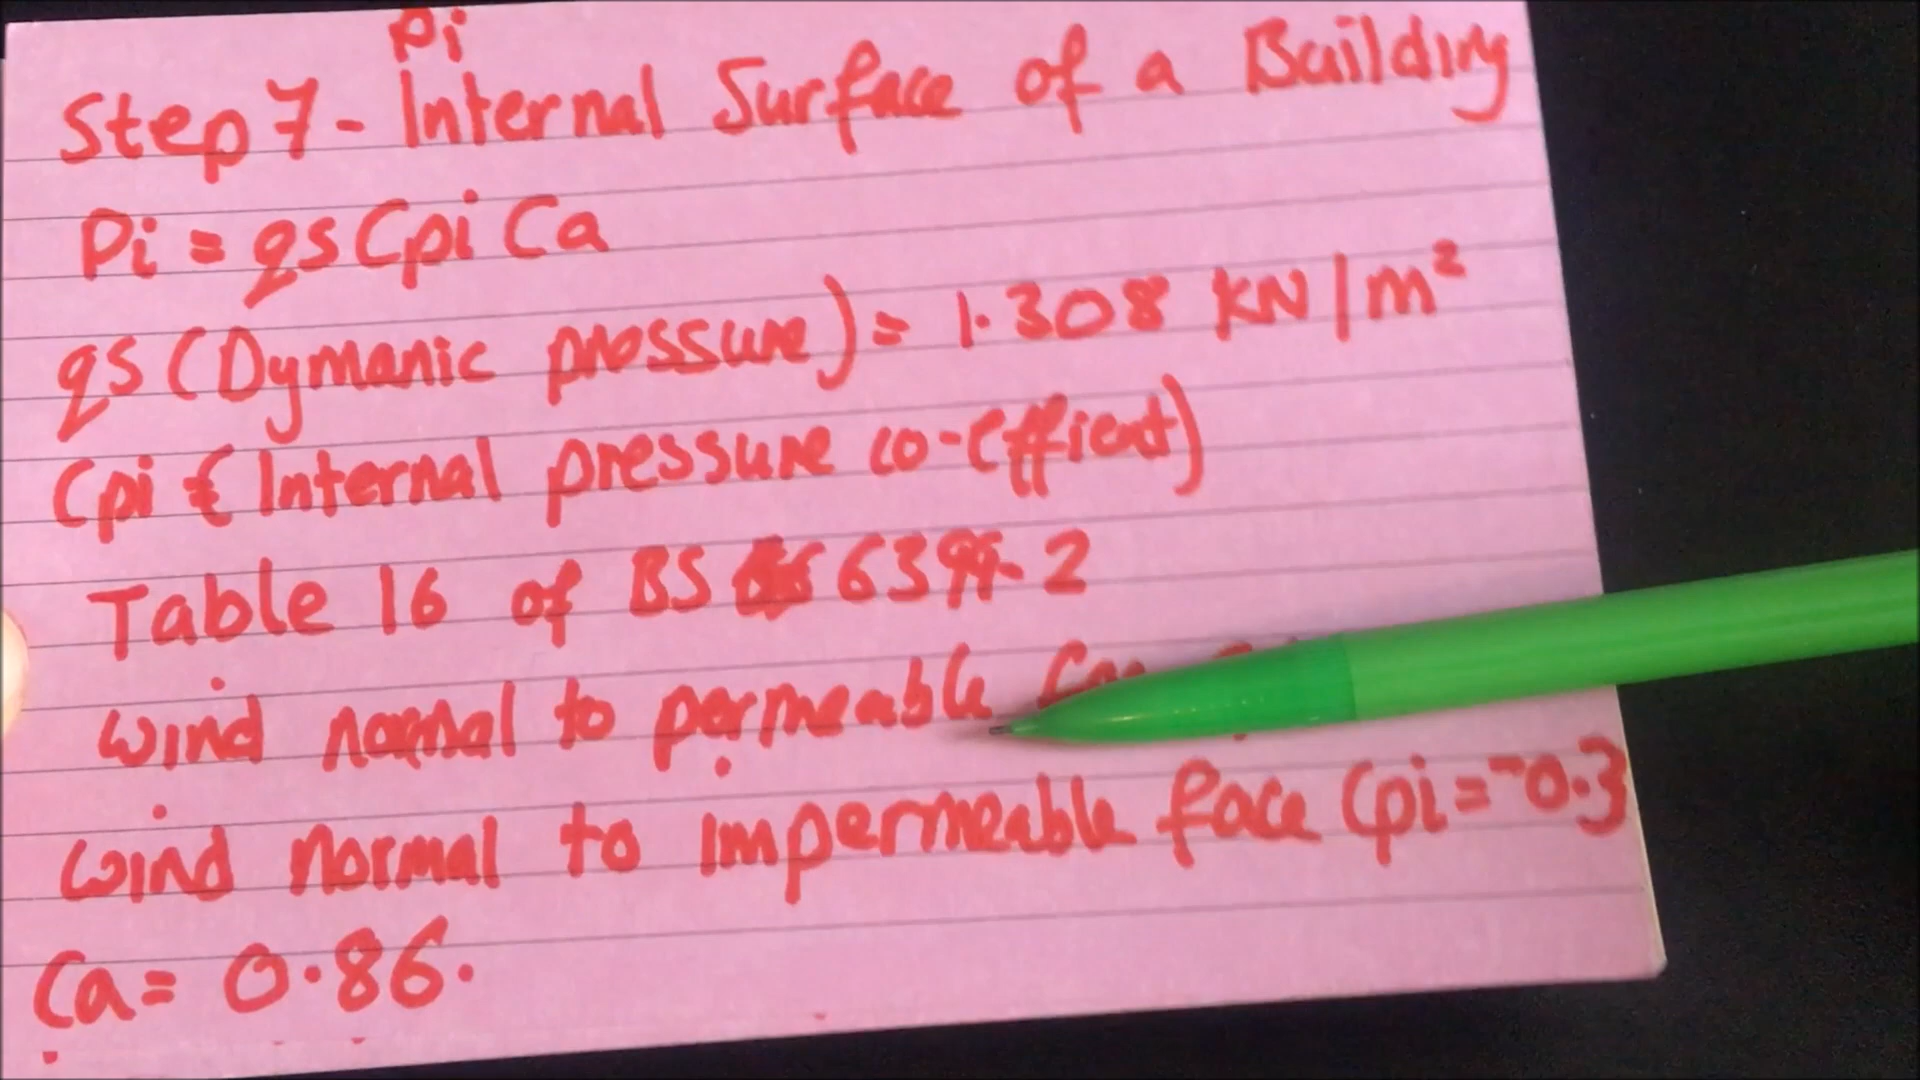 Pi
Step 7 - Internal Surface of a Building
Pi = qs Cpi Ca
qs (Dymanic pressure) = 1.308 KN/m²
Cpi { Internal pressure co-effient)
Table 16 of BS 6399-2
Wind normal to permeable
Wind normal to impermeable face Cpi = -0.3
Ca = 0.86.